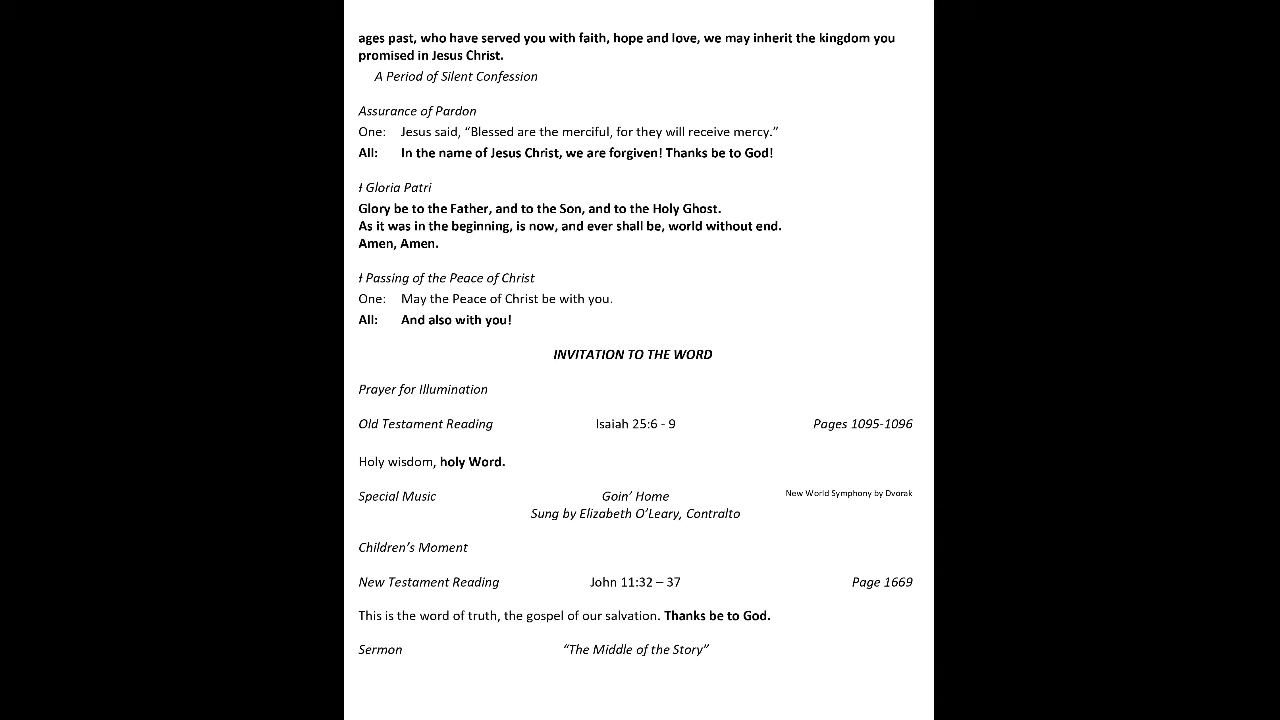 ages past, who have served you with faith, hope and love, we may inherit the kingdom you
promised in Jesus Christ.
A Period of Silent Confession
Assurance of Pardon
One: Jesus said, “Blessed are the merciful, for they will receive mercy.”
All: In the name of Jesus Christ, we are forgiven! Thanks be to God!
ƚ Gloria Patri
Glory be to the Father, and to the Son, and to the Holy Ghost.
As it was in the beginning, is now, and ever shall be, world without end.
Amen, Amen.
ƚ Passing of the Peace of Christ
One: May the Peace of Christ be with you.
All: And also with you!
INVITATION TO THE WORD
Prayer for Illumination
Old Testament Reading Isaiah 25:6 - 9 Pages 1095-1096
Holy wisdom, holy Word.
Special Music Goin’ Home New World Symphony by Dvorak
Sung by Elizabeth O’Leary, Contralto
Children’s Moment
New Testament Reading John 11:32 – 37 Page 1669
This is the word of truth, the gospel of our salvation. Thanks be to God.
Sermon “The Middle of the Story”